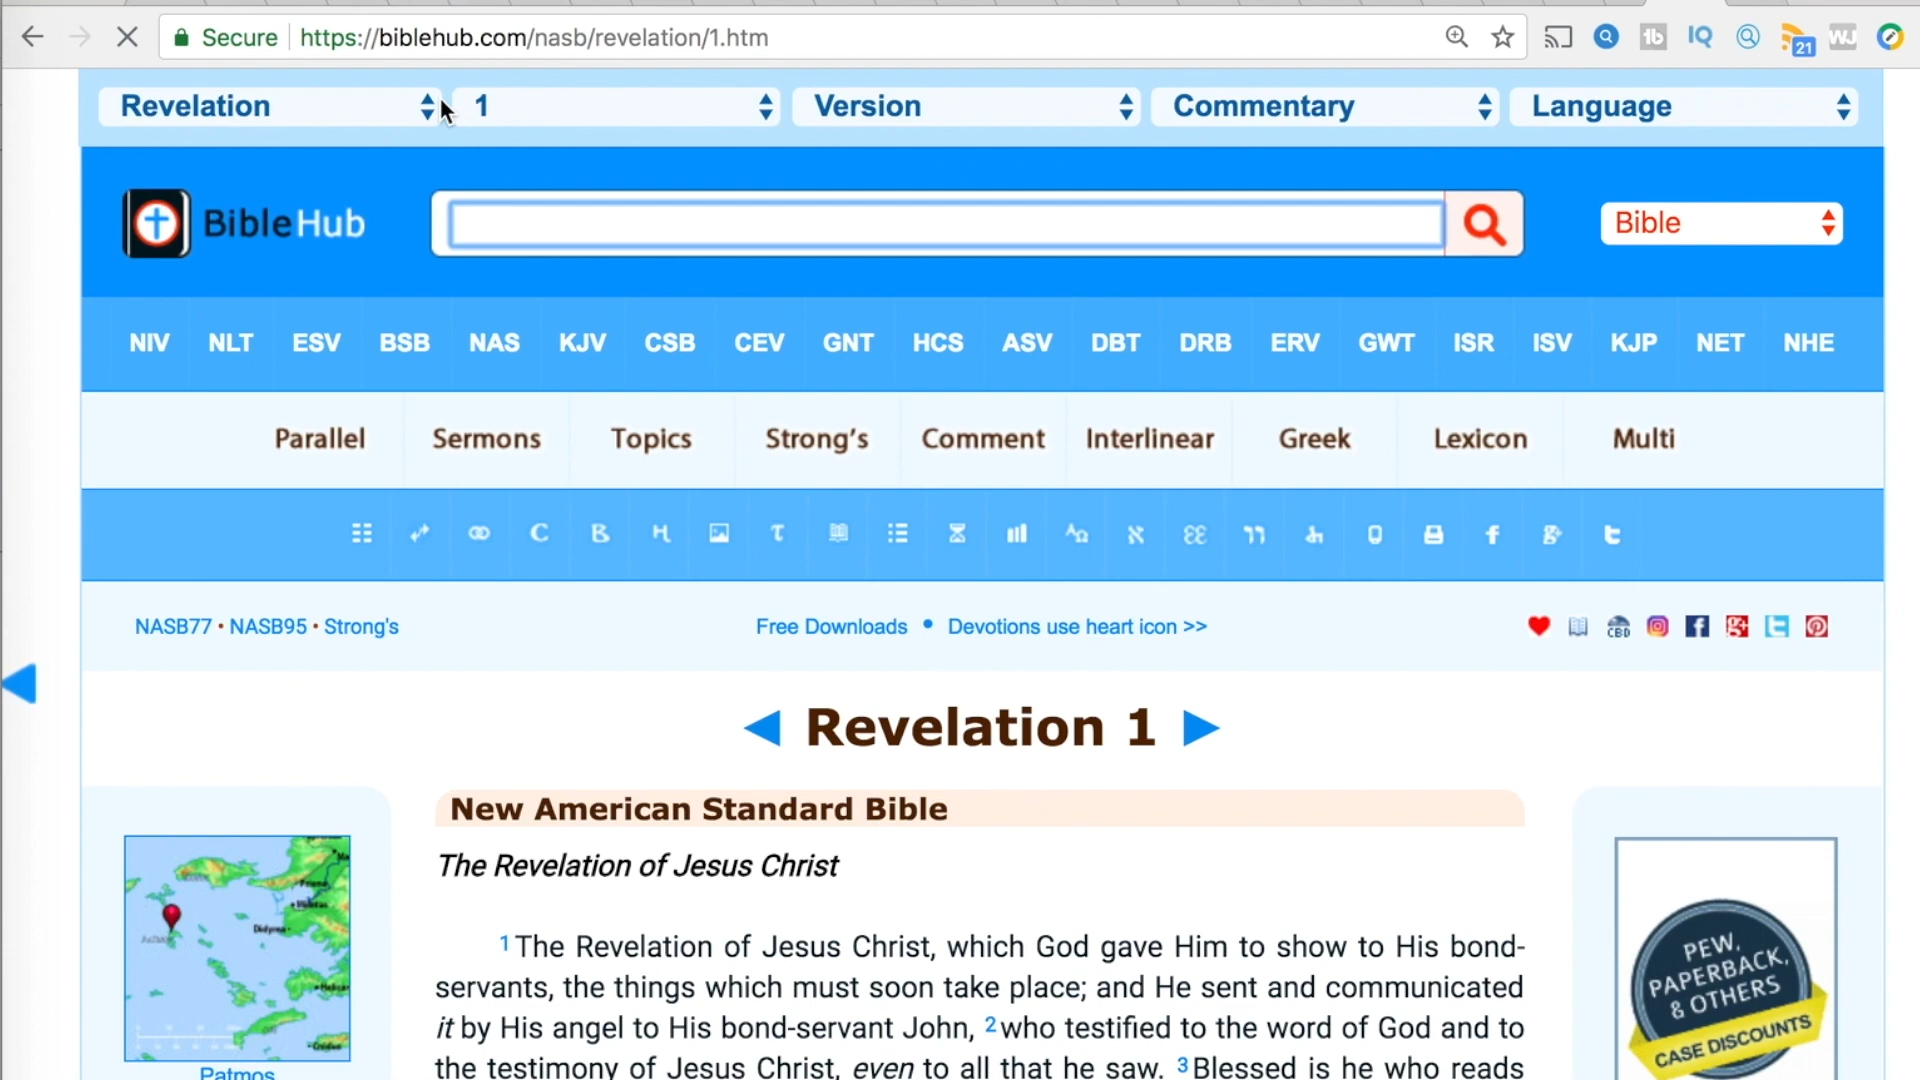 Secure https://biblehub.com/nasb/revelation/1.htm
21
Revelation 1 Version Commentary Language
BibleHub Bible
NIV NLT ESV BSB NAS KJV CSB CEV GNT HCS ASV DBT DRB ERV GWT ISR ISV KJP NET NHE
Parallel Sermons Topics Strong's Comment Interlinear Greek Lexicon Multi
NASB77 • NASB95 • Strong's Free Downloads • Devotions use heart icon >> CBD
Revelation 1
New American Standard Bible
The Revelation of Jesus Christ
1The Revelation of Jesus Christ, which God gave Him to show to His bond-
servants, the things which must soon take place; and He sent and communicated
it by His angel to His bond-servant John, 2who testified to the word of God and to
the testimony of Jesus Christ, even to all that he saw. 3Blessed is he who reads
Patmos
PEW,
PAPERBACK,
& OTHERS
CASE DISCOUNTS